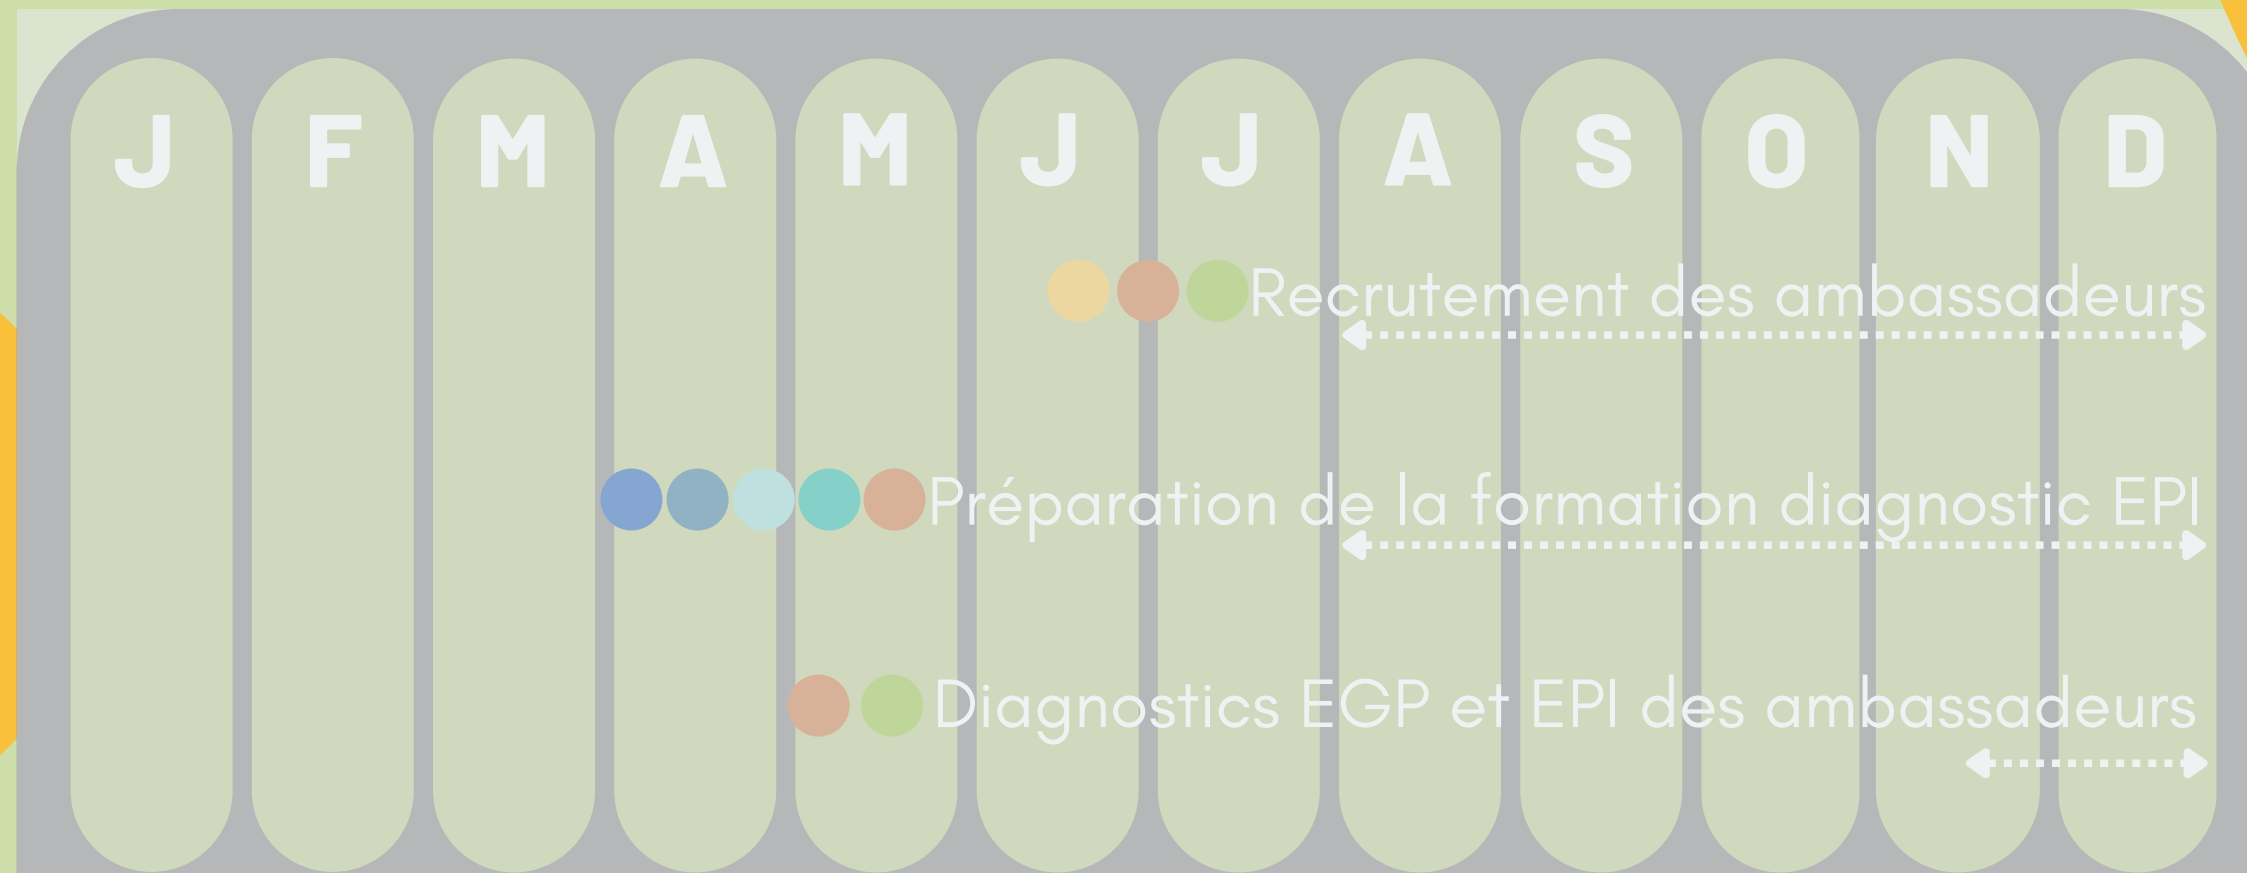 J F M A M J J A S O N D
Recrutement des ambassadeurs
Préparation de la formation diagnostic EPI
Diagnostics EGP et EPI des ambassadeurs